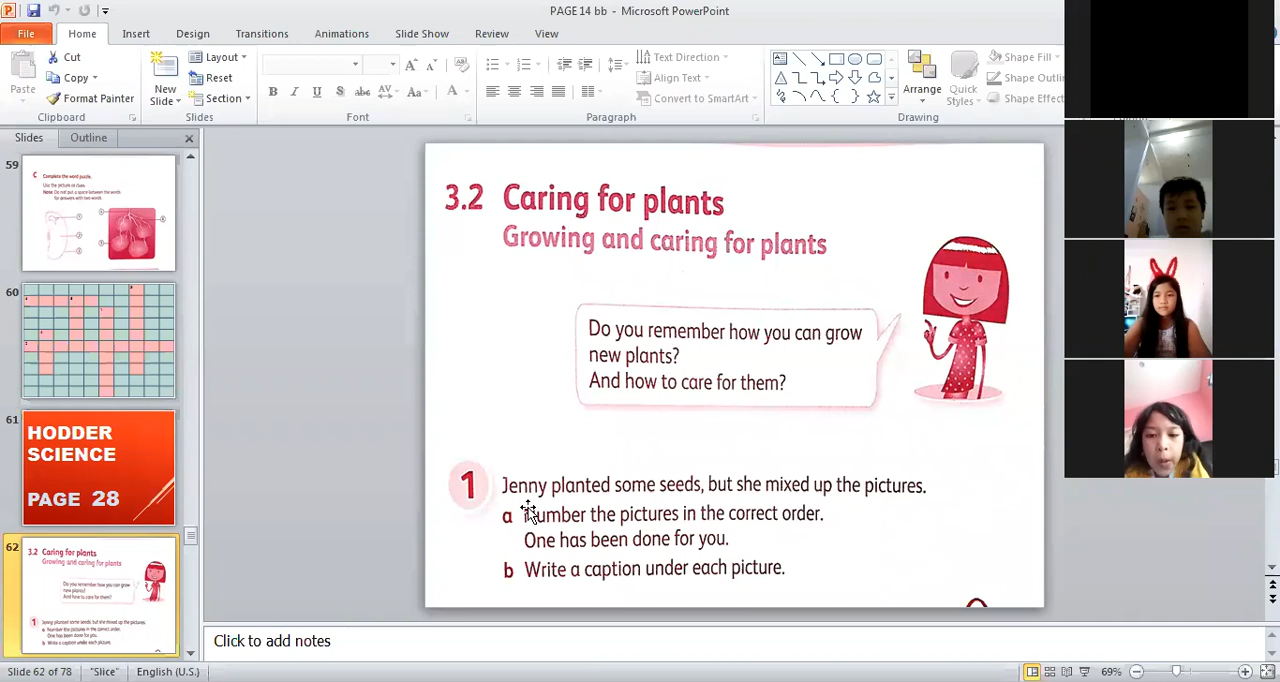 PAGE 14 bb - Microsoft PowerPoint
File Home Insert Design Transitions Animations Slide Show Review View
Cut
Copy
Format Painter
Paste
Clipboard
New Slide
Layout
Reset
Section
Slides
Font
Text Direction
Align Text
Convert to SmartArt
Paragraph
Arrange
Quick Styles
Shape Fill
Shape Outli
Shape Effect
Drawing
Slides Outline
59
C Complete the word puzzle.
Use the picture as clues.
Note: Do not put a space between the words
for answers with two words.
60
61
HODDER
SCIENCE
PAGE 28
62
3.2 Caring for plants
Growing and caring for plants
Do you remember how you can grow
new plants?
And how to care for them?
1 Jenny planted some seeds, but she mixed up the pictures.
a Number the pictures in the correct order.
One has been done for you.
b Write a caption under each picture.
3.2 Caring for plants
Growing and caring for plants
Do you remember how you can grow
new plants?
And how to care for them?
1 Jenny planted some seeds, but she mixed up the pictures.
a Number the pictures in the correct order.
One has been done for you.
b Write a caption under each picture.
Click to add notes
Slide 62 of 78 "Slice" English (U.S.) 69%